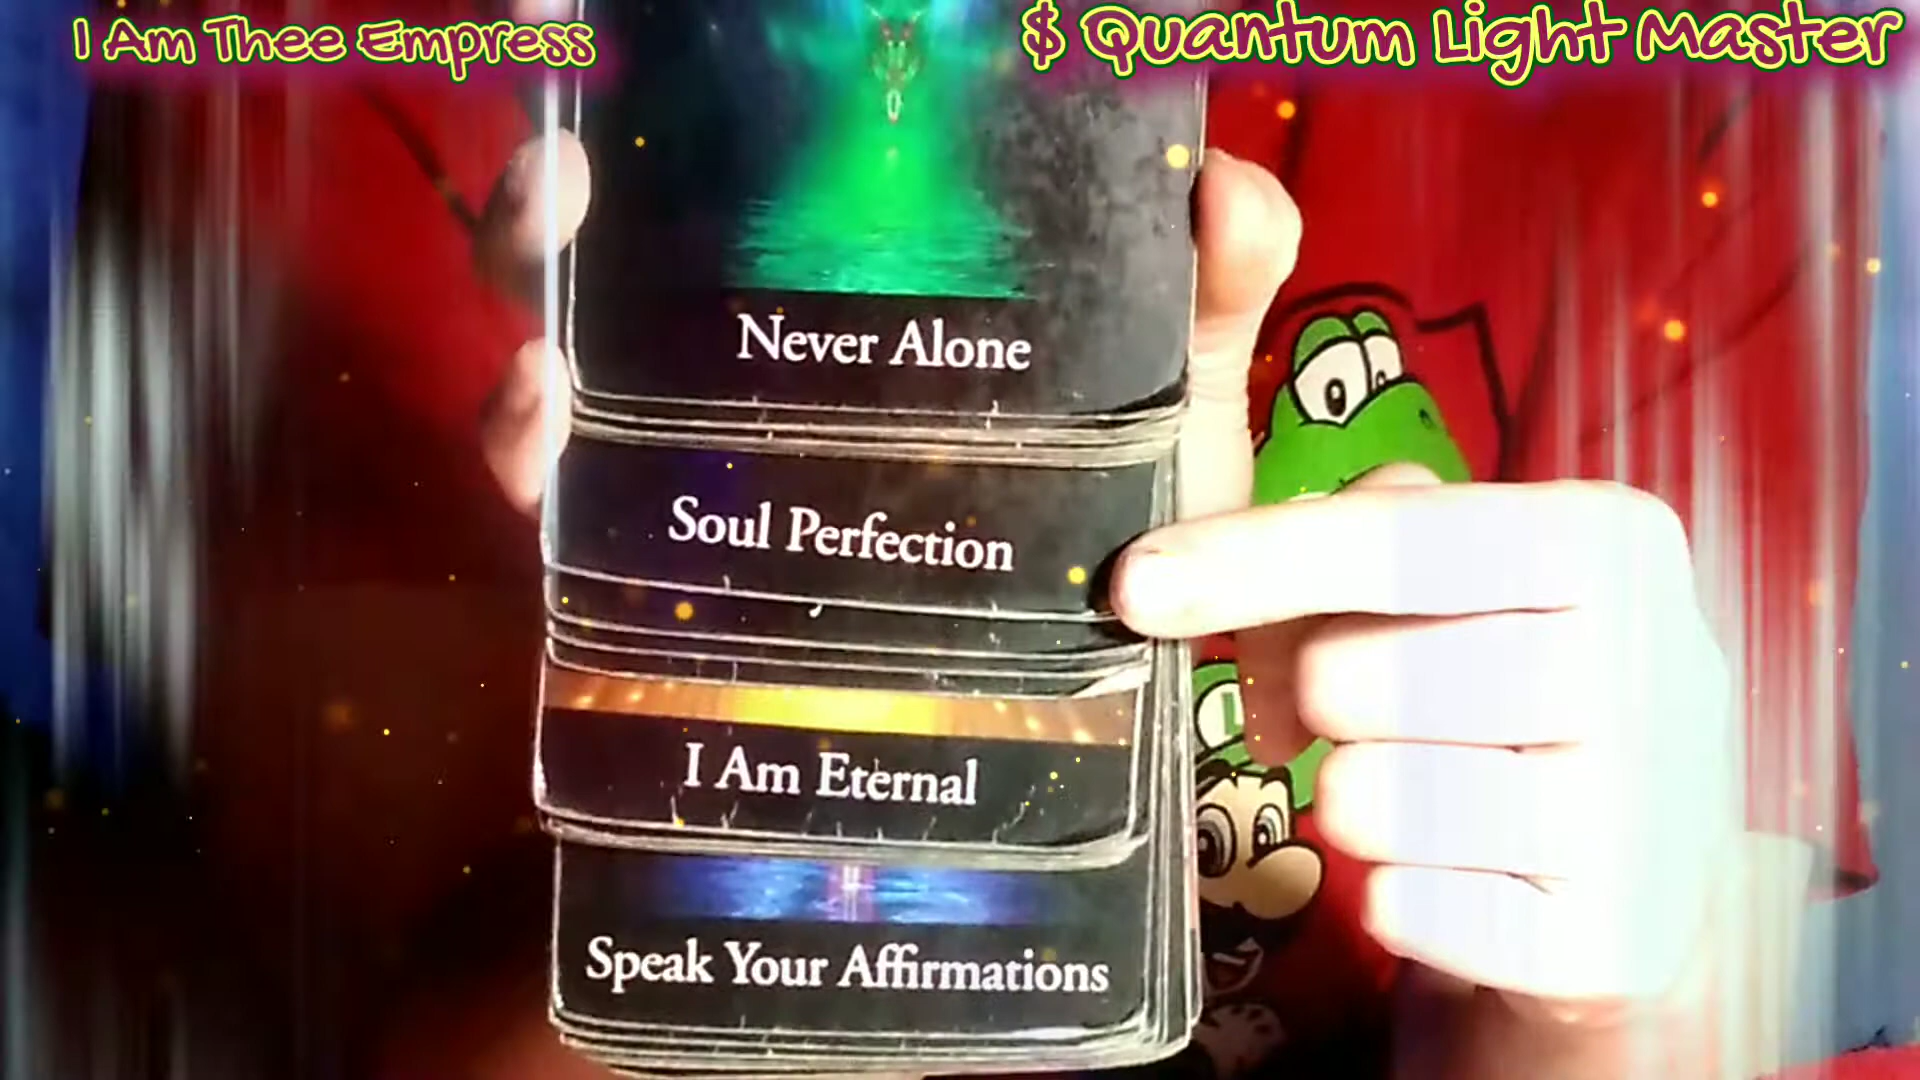 I Am Thee Empress
$ Quantum Light Master
Never Alone
Soul Perfection
I Am Eternal
Speak Your Affirmations
L